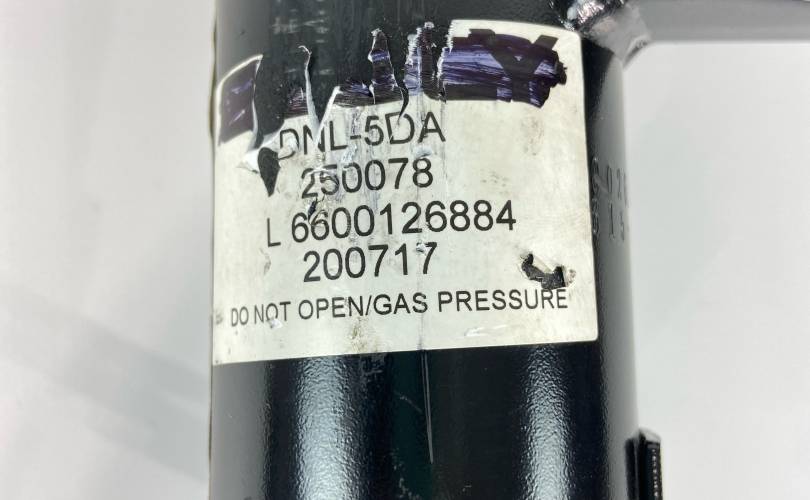 DNL-5DA
250078
L 6600126884
200717
DO NOT OPEN/GAS PRESSURE